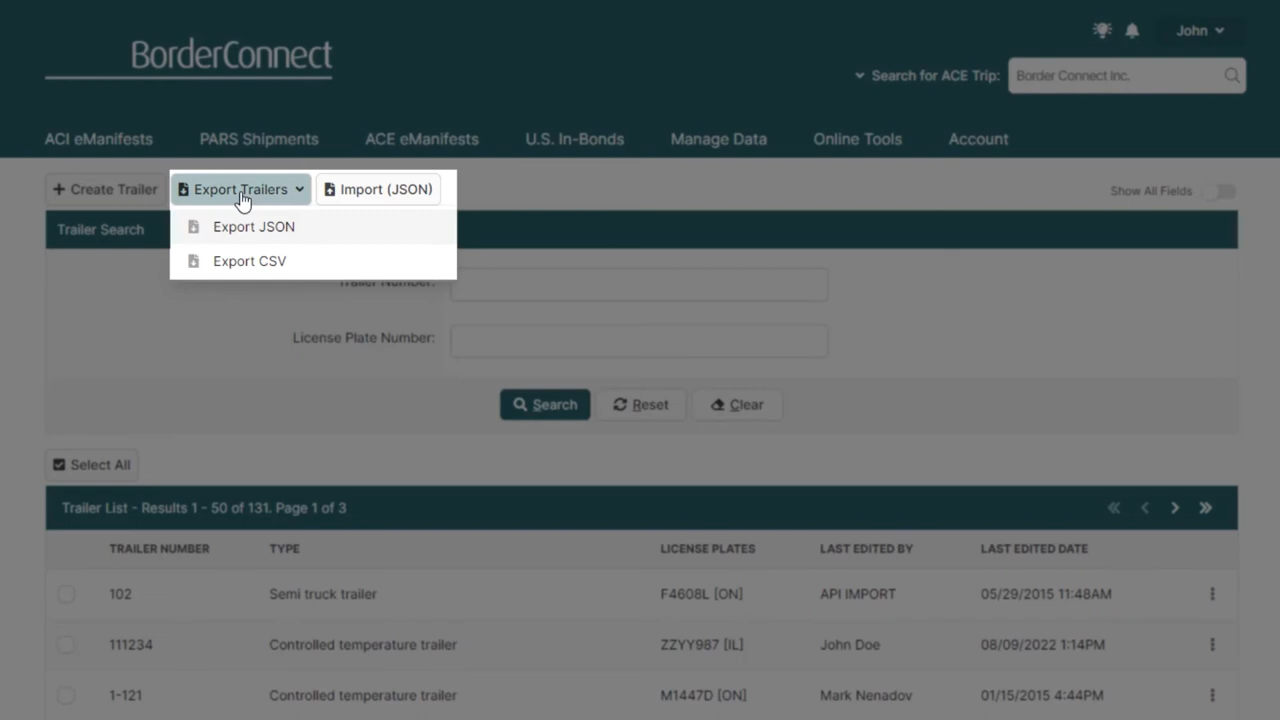 BorderConnect
John
Search for ACE Trip: Border Connect Inc.
ACI eManifests PARS Shipments ACE eManifests U.S. In-Bonds Manage Data Online Tools Account
Create Trailer Export Trailers Import (JSON) Show All Fields
Export JSON
Export CSV
Trailer Search
Trailer Number:
License Plate Number:
Search Reset Clear
Select All
Trailer List - Results 1 - 50 of 131. Page 1 of 3
TRAILER NUMBER TYPE LICENSE PLATES LAST EDITED BY LAST EDITED DATE
102 Semi truck trailer F4608L [ON] API IMPORT 05/29/2015 11:48AM
111234 Controlled temperature trailer ZZYY987 [IL] John Doe 08/09/2022 1:14PM
1-121 Controlled temperature trailer M1447D [ON] Mark Nenadov 01/15/2015 4:44PM